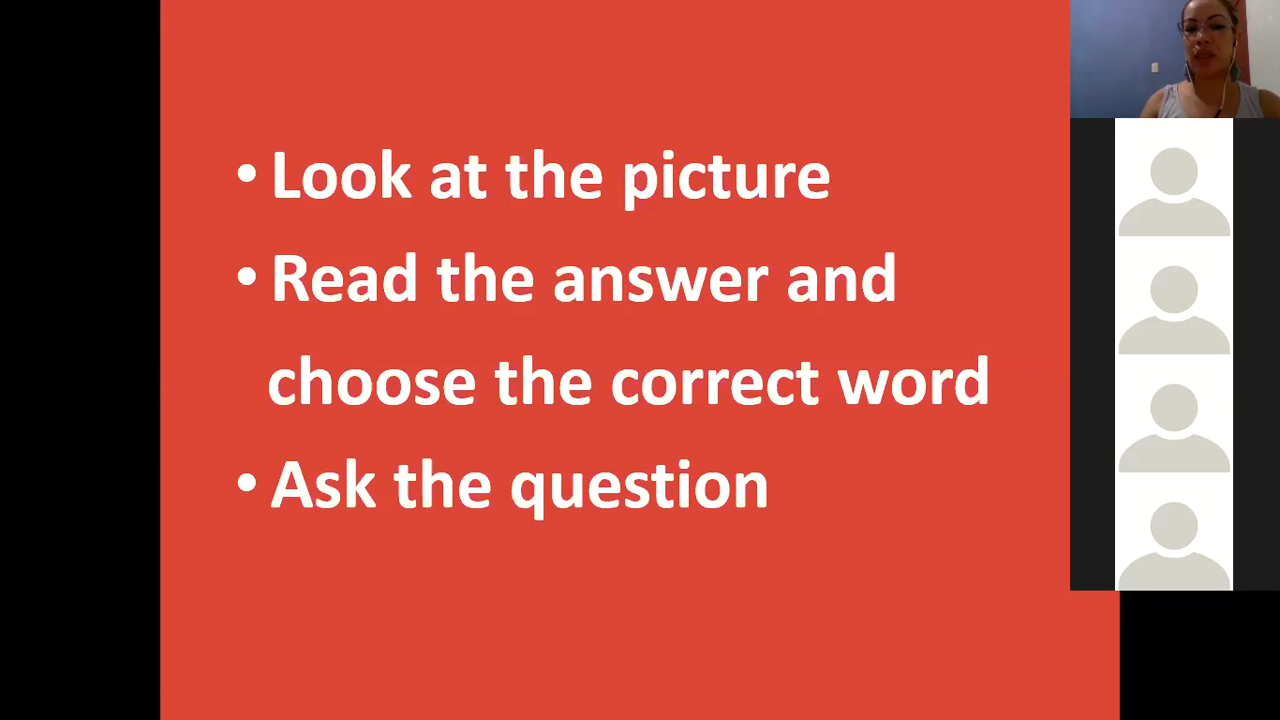 • Look at the picture
• Read the answer and
choose the correct word
• Ask the question